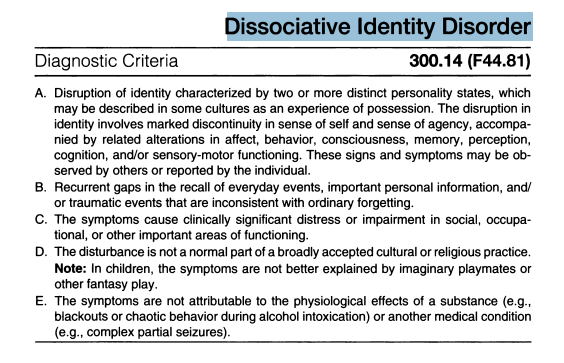 Dissociative Identity Disorder
Diagnostic Criteria 300.14 (F44.81)
A. Disruption of identity characterized by two or more distinct personality states, which
may be described in some cultures as an experience of possession. The disruption in
identity involves marked discontinuity in sense of self and sense of agency, accompa-
nied by related alterations in affect, behavior, consciousness, memory, perception,
cognition, and/or sensory-motor functioning. These signs and symptoms may be ob-
served by others or reported by the individual.
B. Recurrent gaps in the recall of everyday events, important personal information, and/
or traumatic events that are inconsistent with ordinary forgetting.
C. The symptoms cause clinically significant distress or impairment in social, occupa-
tional, or other important areas of functioning.
D. The disturbance is not a normal part of a broadly accepted cultural or religious practice.
Note: In children, the symptoms are not better explained by imaginary playmates or
other fantasy play.
E. The symptoms are not attributable to the physiological effects of a substance (e.g.,
blackouts or chaotic behavior during alcohol intoxication) or another medical condition
(e.g., complex partial seizures).